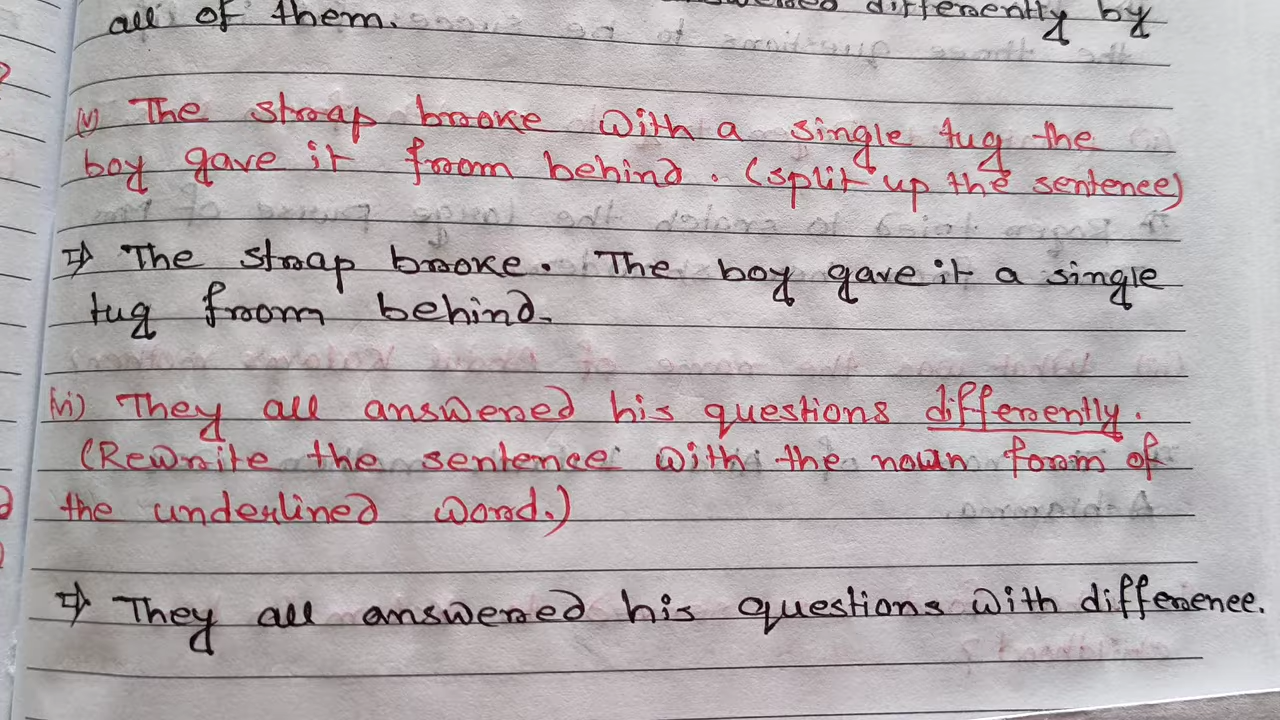 differently by
all of them.
(v) The strap broke with a single tug the
boy gave it from behind. (split up the sentence)
⇒ The strap broke. The boy gave it a single
tug from behind.
(vi) They all answered his questions differently.
(Rewrite the sentence with the noun form of
the underlined word.)
⇒ They all answered his questions with difference.